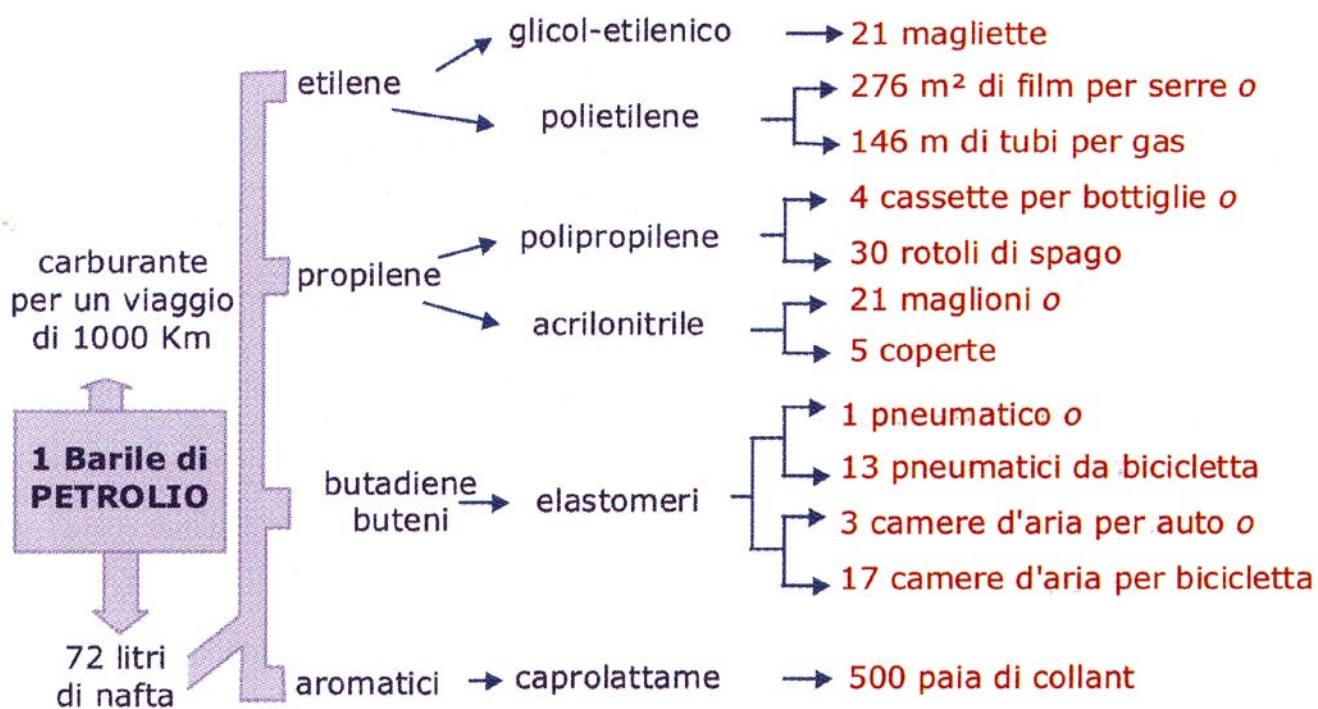 glicol-etilenico
21 magliette
etilene
276 m² di film per serre o
polietilene
146 m di tubi per gas
4 cassette per bottiglie o
polipropilene
30 rotoli di spago
carburante
per un viaggio
di 1000 Km
propilene
21 maglioni o
acrilonitrile
5 coperte
1 pneumatico o
1 Barile di
PETROLIO
13 pneumatici da bicicletta
butadiene
buteni
elastomeri
3 camere d'aria per auto o
17 camere d'aria per bicicletta
72 litri
di nafta
aromatici
caprolattame
500 paia di collant